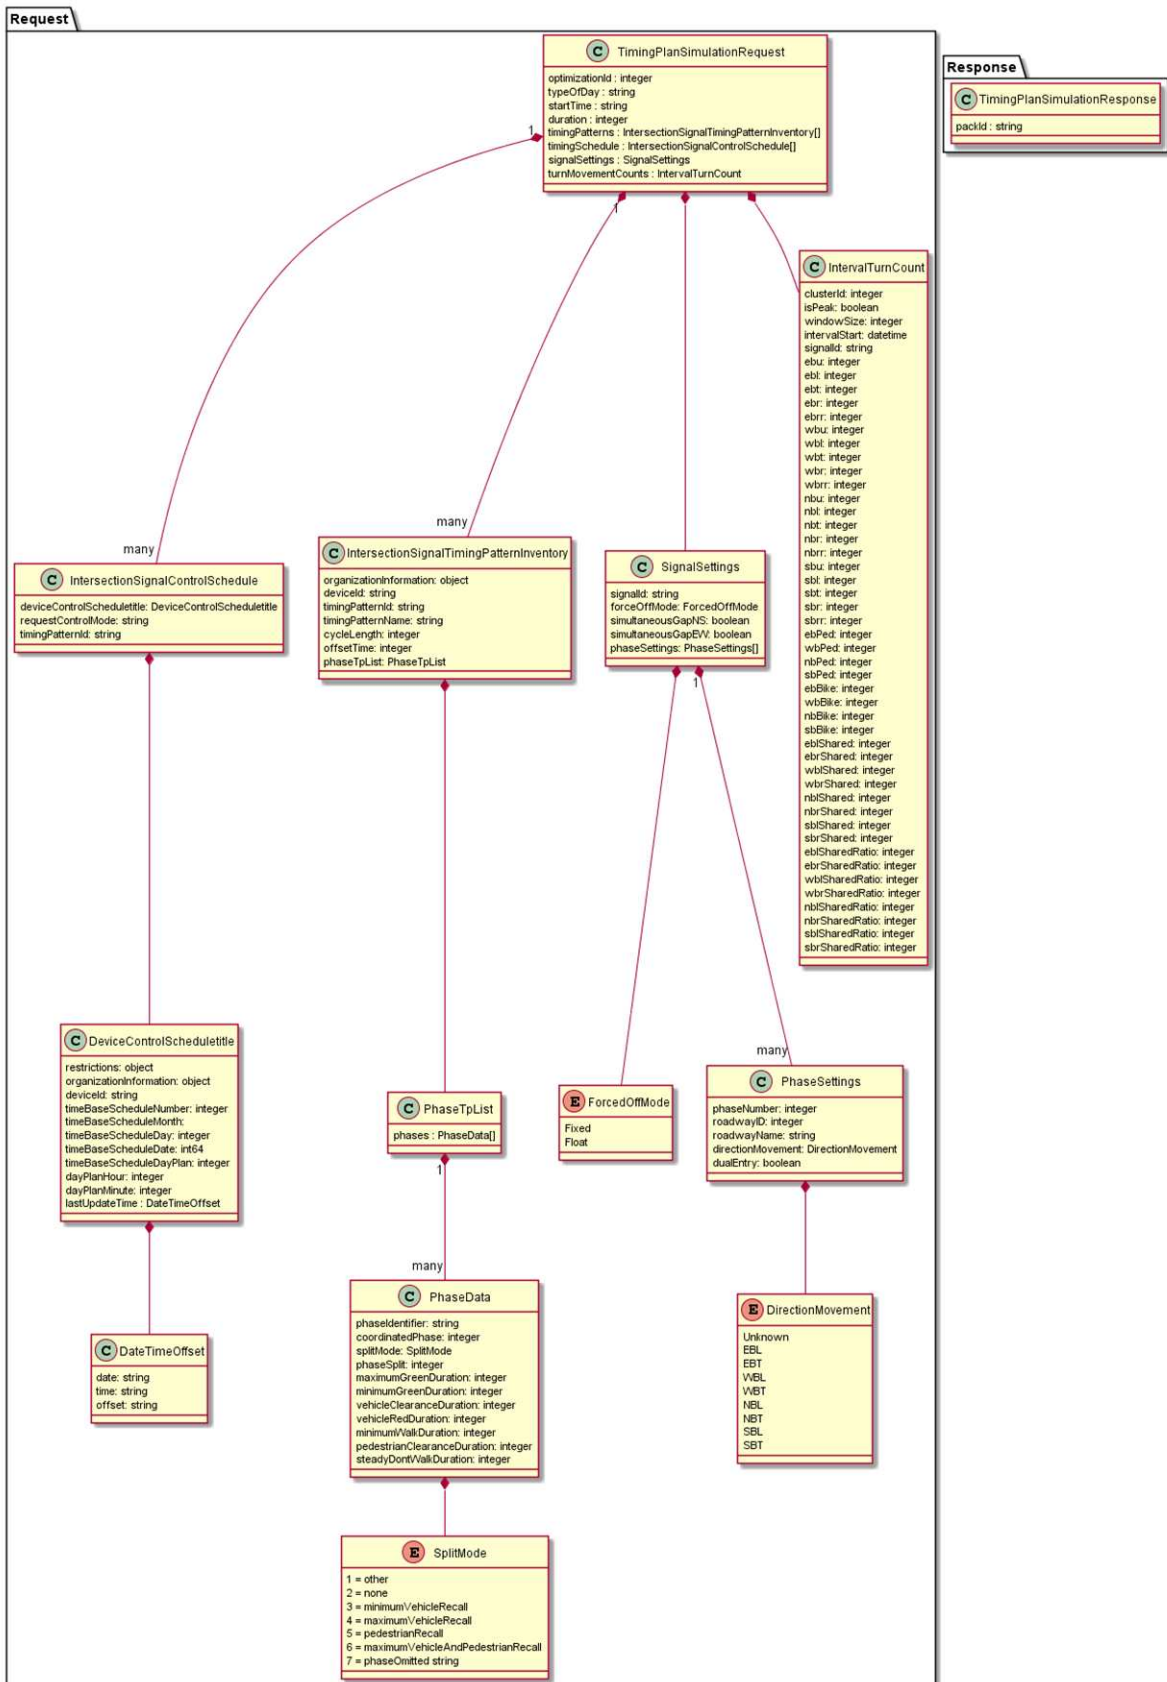 Request
C TimingPlanSimulationRequest
optimizationId : integer
typeOfDay : string
startTime : string
duration : integer
timingPatterns : IntersectionSignalTimingPatternInventory[]
timingSchedule : IntersectionSignalControlSchedule[]
signalSettings : SignalSettings
turnMovementCounts : IntervalTurnCount
Response
C TimingPlanSimulationResponse
packId : string
1
1
C IntervalTurnCount
clusterId: integer
isPeak: boolean
windowSize: integer
intervalStart: datetime
signalId: string
ebu: integer
ebl: integer
ebt: integer
ebr: integer
ebrr: integer
wbu: integer
wbl: integer
wbt: integer
wbr: integer
wbrr: integer
nbu: integer
nbl: integer
nbt: integer
nbr: integer
nbrr: integer
sbu: integer
sbl: integer
sbt: integer
sbr: integer
sbrr: integer
ebPed: integer
wbPed: integer
nbPed: integer
sbPed: integer
ebBike: integer
wbBike: integer
nbBike: integer
sbBike: integer
eblShared: integer
ebrShared: integer
wblShared: integer
wbrShared: integer
nblShared: integer
nbrShared: integer
sblShared: integer
sbrShared: integer
eblSharedRatio: integer
ebrSharedRatio: integer
wblSharedRatio: integer
wbrSharedRatio: integer
nblSharedRatio: integer
nbrSharedRatio: integer
sblSharedRatio: integer
sbrSharedRatio: integer
many
C IntersectionSignalControlSchedule
deviceControlScheduletitle: DeviceControlScheduletitle
requestControlMode: string
timingPatternId: string
many
C IntersectionSignalTimingPatternInventory
organizationInformation: object
deviceId: string
timingPatternId: string
timingPatternName: string
cycleLength: integer
offsetTime: integer
phaseTpList: PhaseTpList
C SignalSettings
signalId: string
forceOffMode: ForcedOffMode
simultaneousGapNS: boolean
simultaneousGapEW: boolean
phaseSettings: PhaseSettings[]
1
C DeviceControlScheduletitle
restrictions: object
organizationInformation: object
deviceId: string
timeBaseScheduleNumber: integer
timeBaseScheduleMonth:
timeBaseScheduleDay: integer
timeBaseScheduleDate: int64
timeBaseScheduleDayPlan: integer
dayPlanHour: integer
dayPlanMinute: integer
lastUpdateTime : DateTimeOffset
C PhaseTpList
phases : PhaseData[]
1
E ForcedOffMode
Fixed
Float
many
C PhaseSettings
phaseNumber: integer
roadwayID: integer
roadwayName: string
directionMovement: DirectionMovement
dualEntry: boolean
many
C PhaseData
phaseIdentifier: string
coordinatedPhase: integer
splitMode: SplitMode
phaseSplit: integer
maximumGreenDuration: integer
minimumGreenDuration: integer
vehicleClearanceDuration: integer
vehicleRedDuration: integer
minimumWalkDuration: integer
pedestrianClearanceDuration: integer
steadyDontWalkDuration: integer
E DirectionMovement
Unknown
EBL
EBT
WBL
WBT
NBL
NBT
SBL
SBT
C DateTimeOffset
date: string
time: string
offset: string
E SplitMode
1 = other
2 = none
3 = minimumVehicleRecall
4 = maximumVehicleRecall
5 = pedestrianRecall
6 = maximumVehicleAndPedestrianRecall
7 = phaseOmitted string